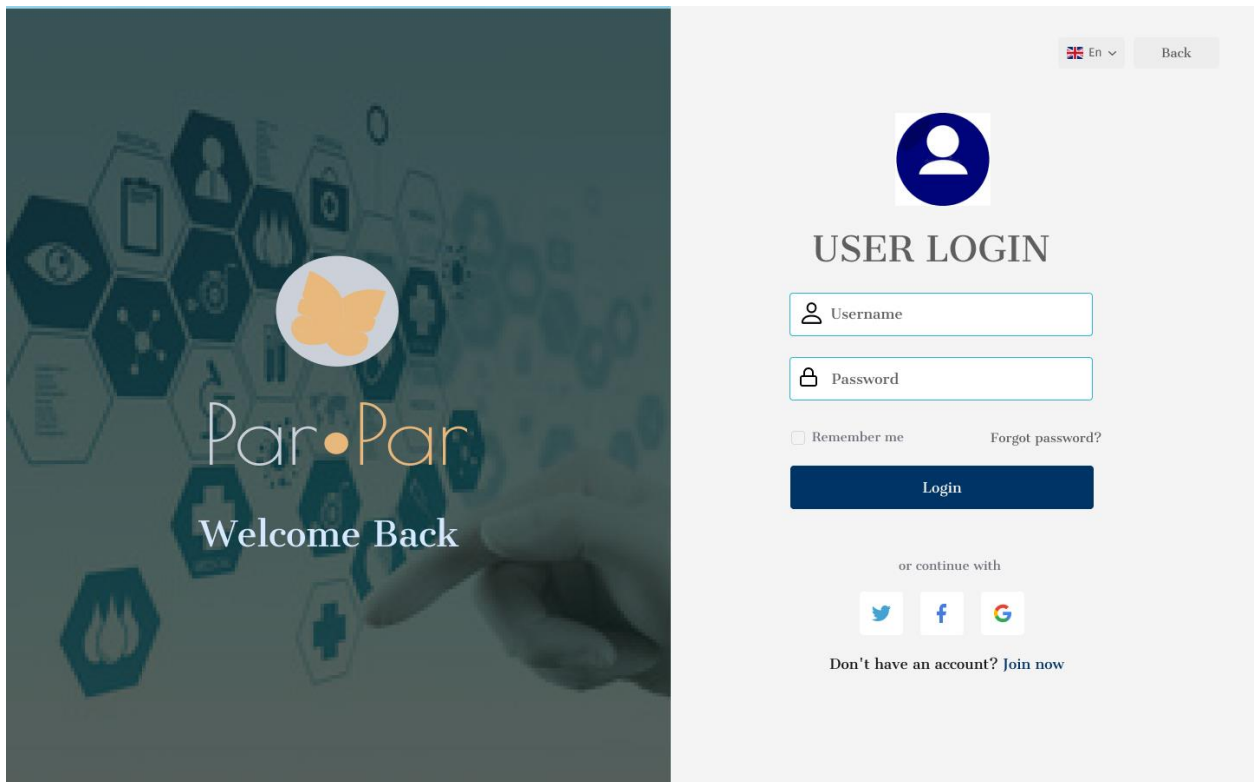 Par•Par
Welcome Back
En
Back
USER LOGIN
Username
Password
Remember me
Forgot password?
Login
or continue with
Don't have an account? Join now